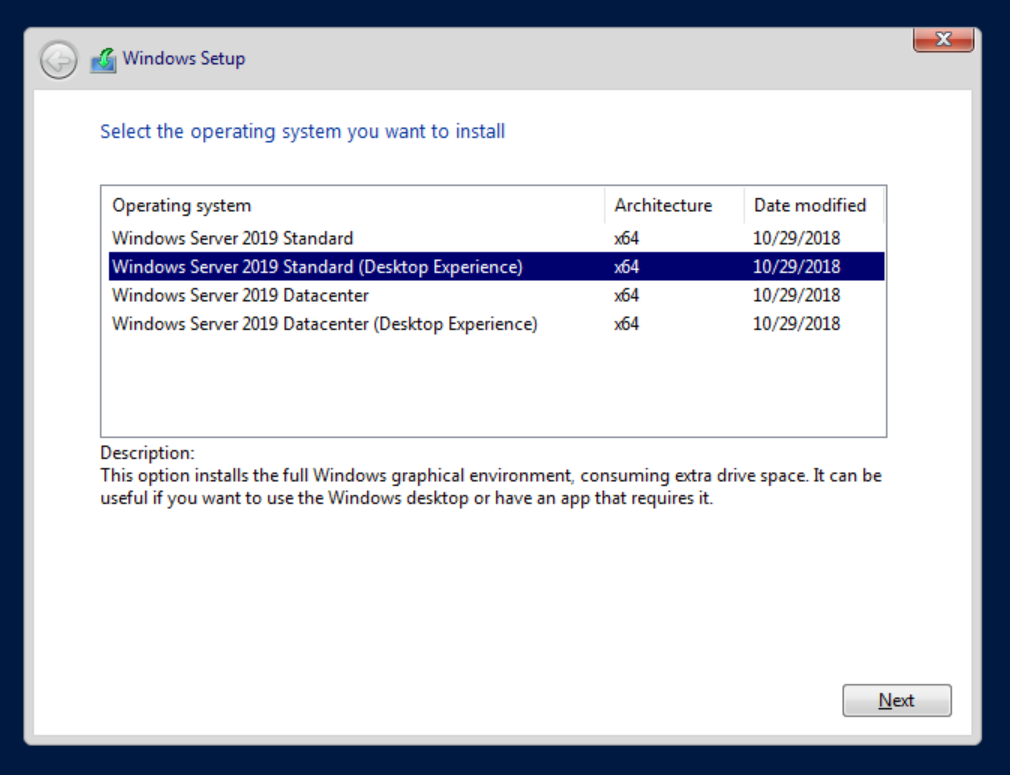 Windows Setup
Select the operating system you want to install
Operating system Architecture Date modified
Windows Server 2019 Standard x64 10/29/2018
Windows Server 2019 Standard (Desktop Experience) x64 10/29/2018
Windows Server 2019 Datacenter x64 10/29/2018
Windows Server 2019 Datacenter (Desktop Experience) x64 10/29/2018
Description:
This option installs the full Windows graphical environment, consuming extra drive space. It can be
useful if you want to use the Windows desktop or have an app that requires it.
Next